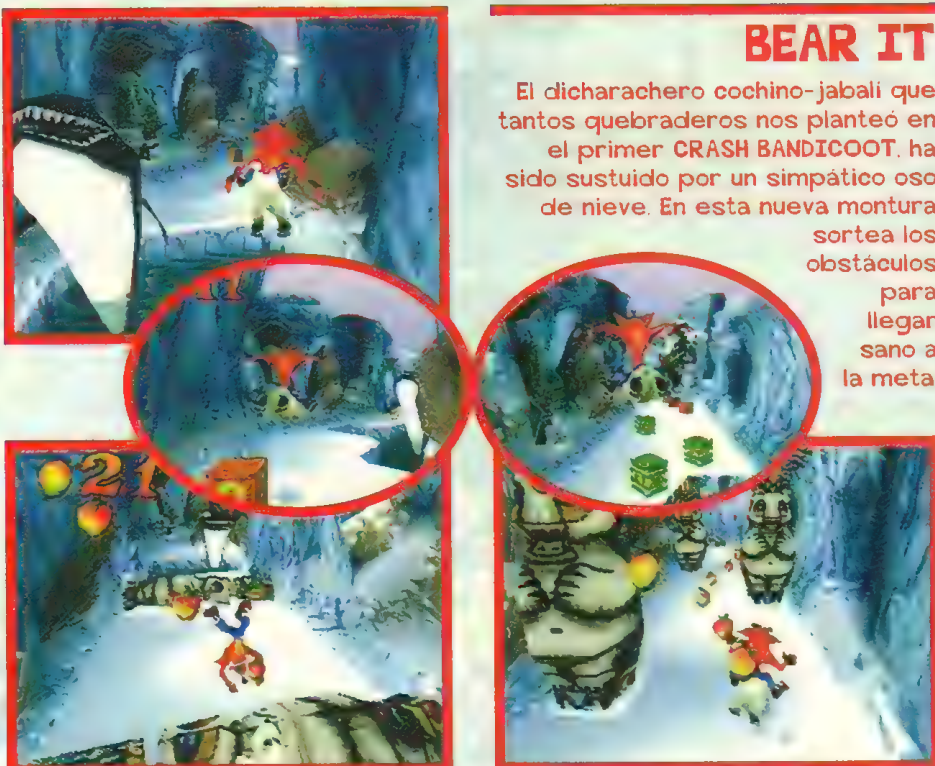 BEAR IT
El dicharachero cochino-jabalí que
tantos quebraderos nos planteó en
el primer CRASH BANDICOOT, ha
sido sustuido por un simpático oso
de nieve. En esta nueva montura
sortea los
obstáculos
para
llegar
sano a
la meta
21